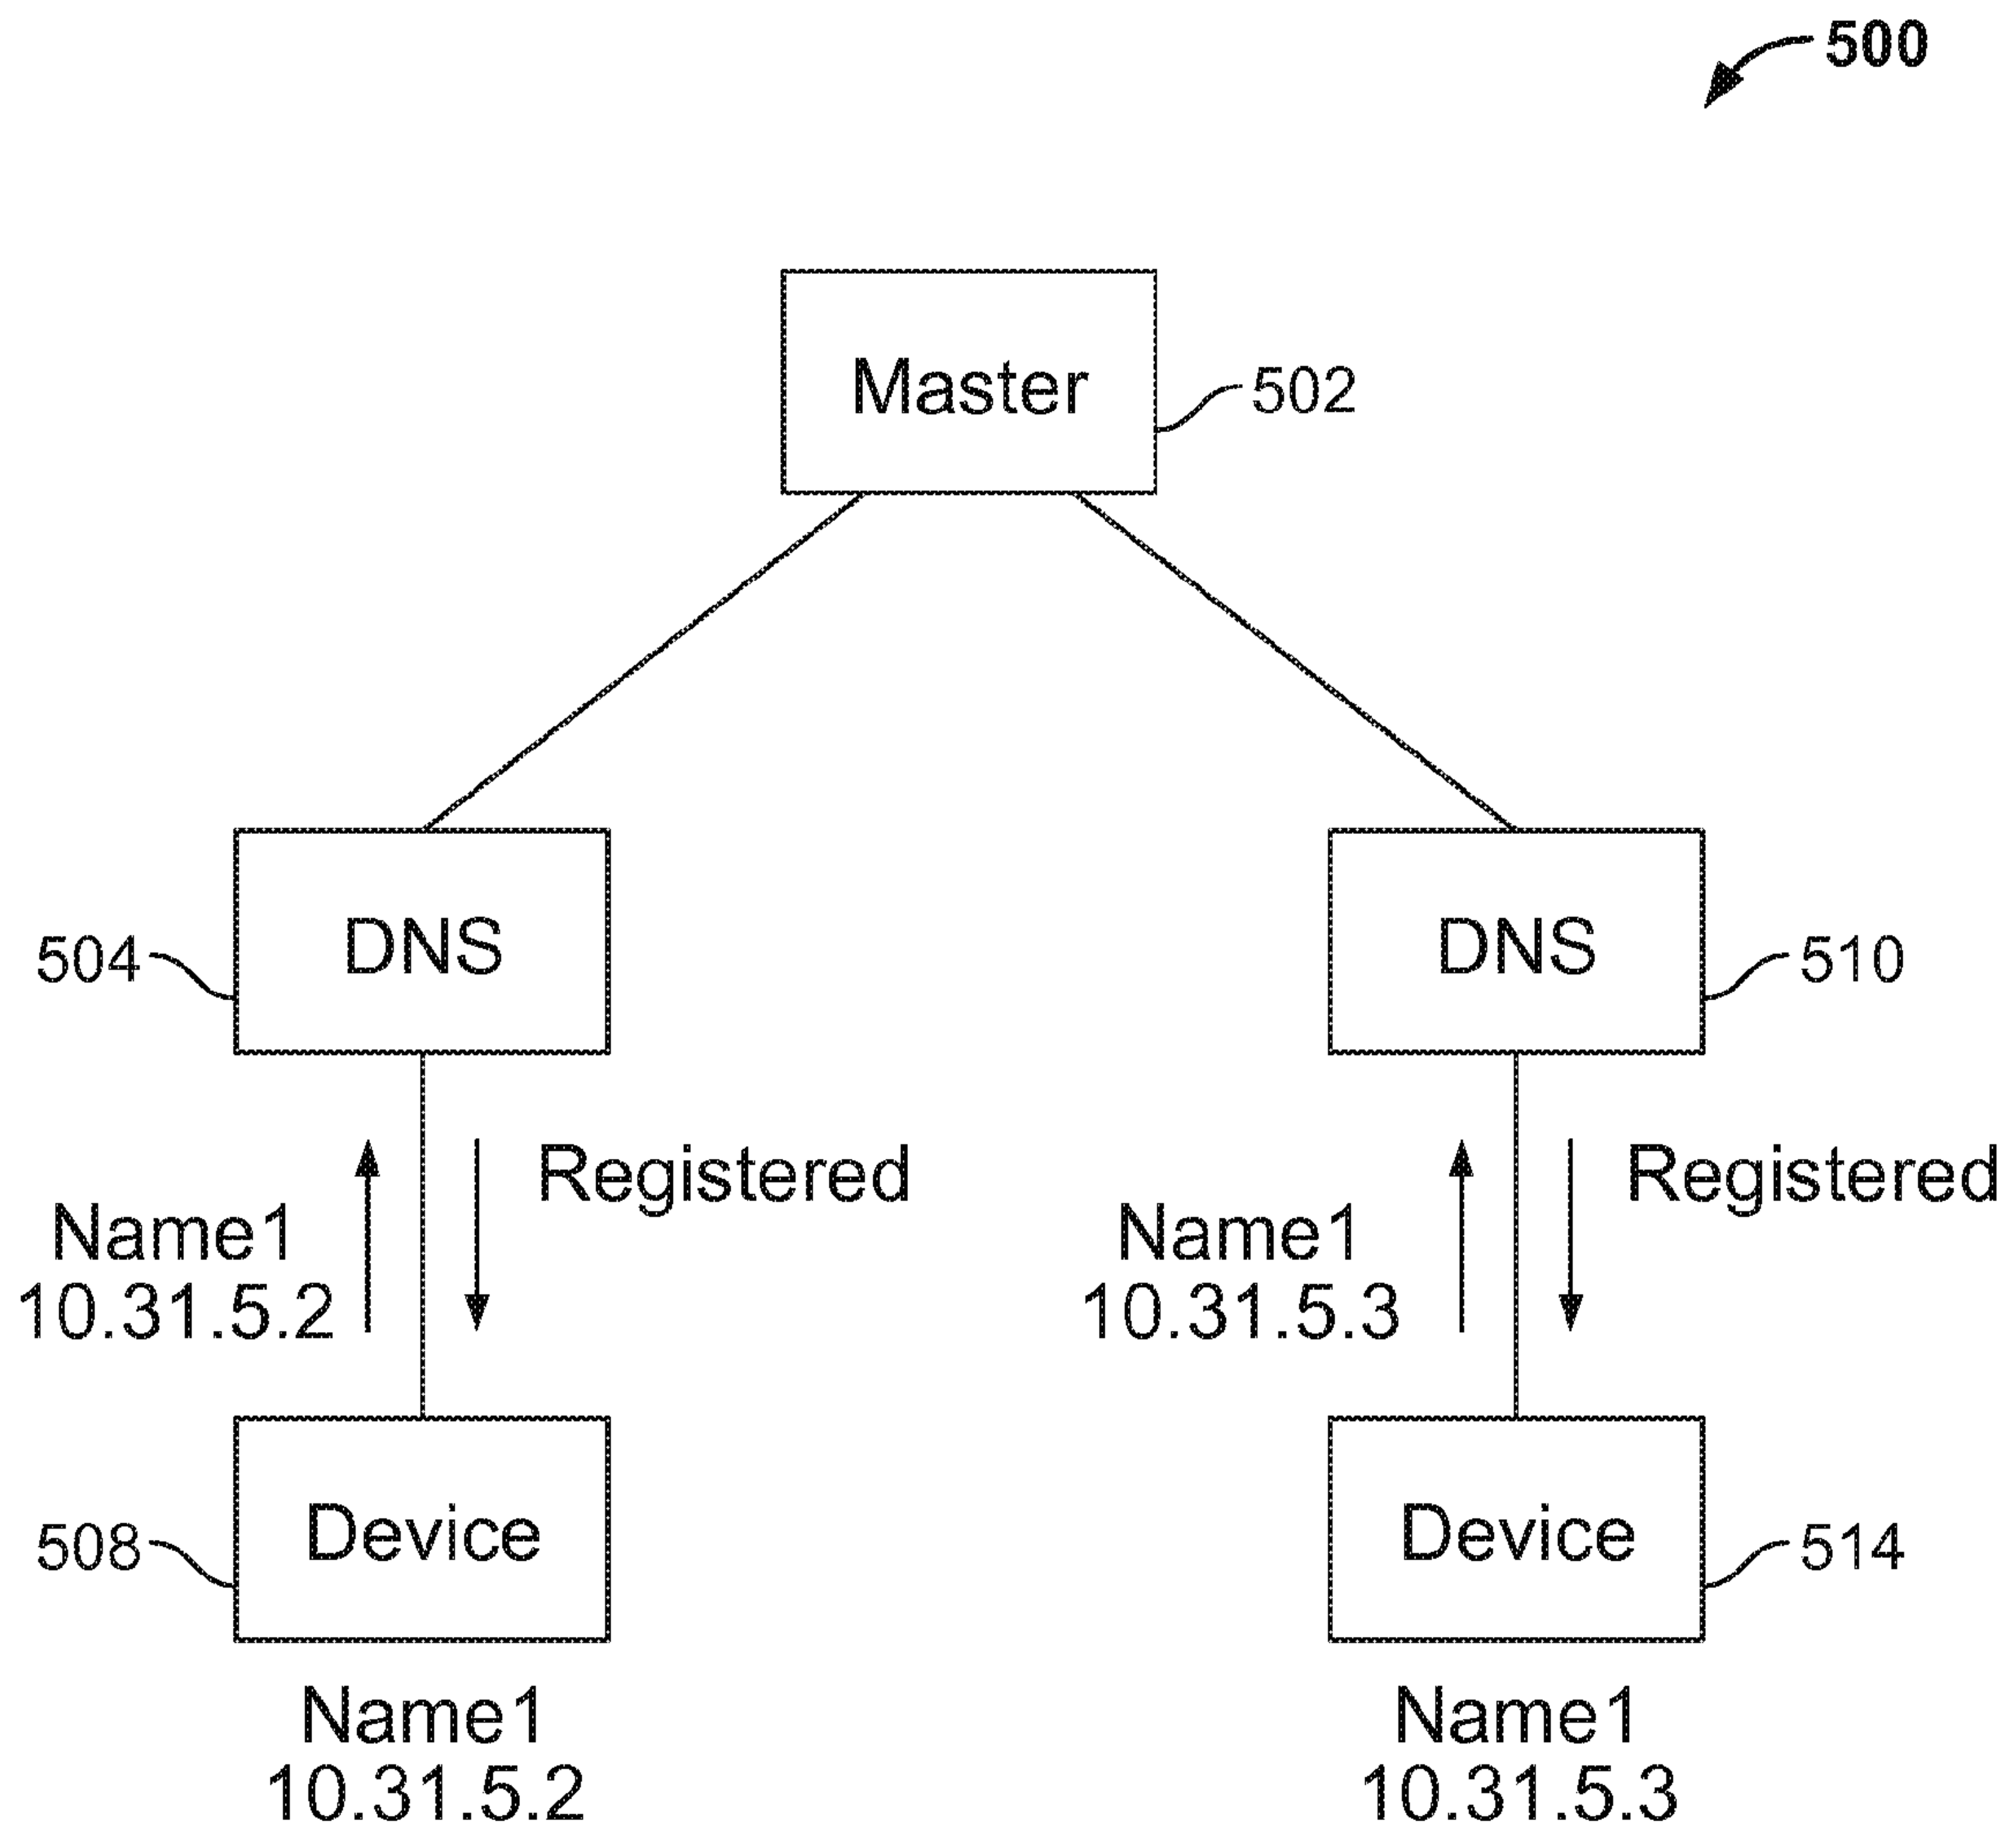 500
Master
502
504
DNS
DNS
510
Registered
Name1
10.31.5.2
Registered
Name1
10.31.5.3
508
Device
Device
514
Name1
10.31.5.2
Name1
10.31.5.3